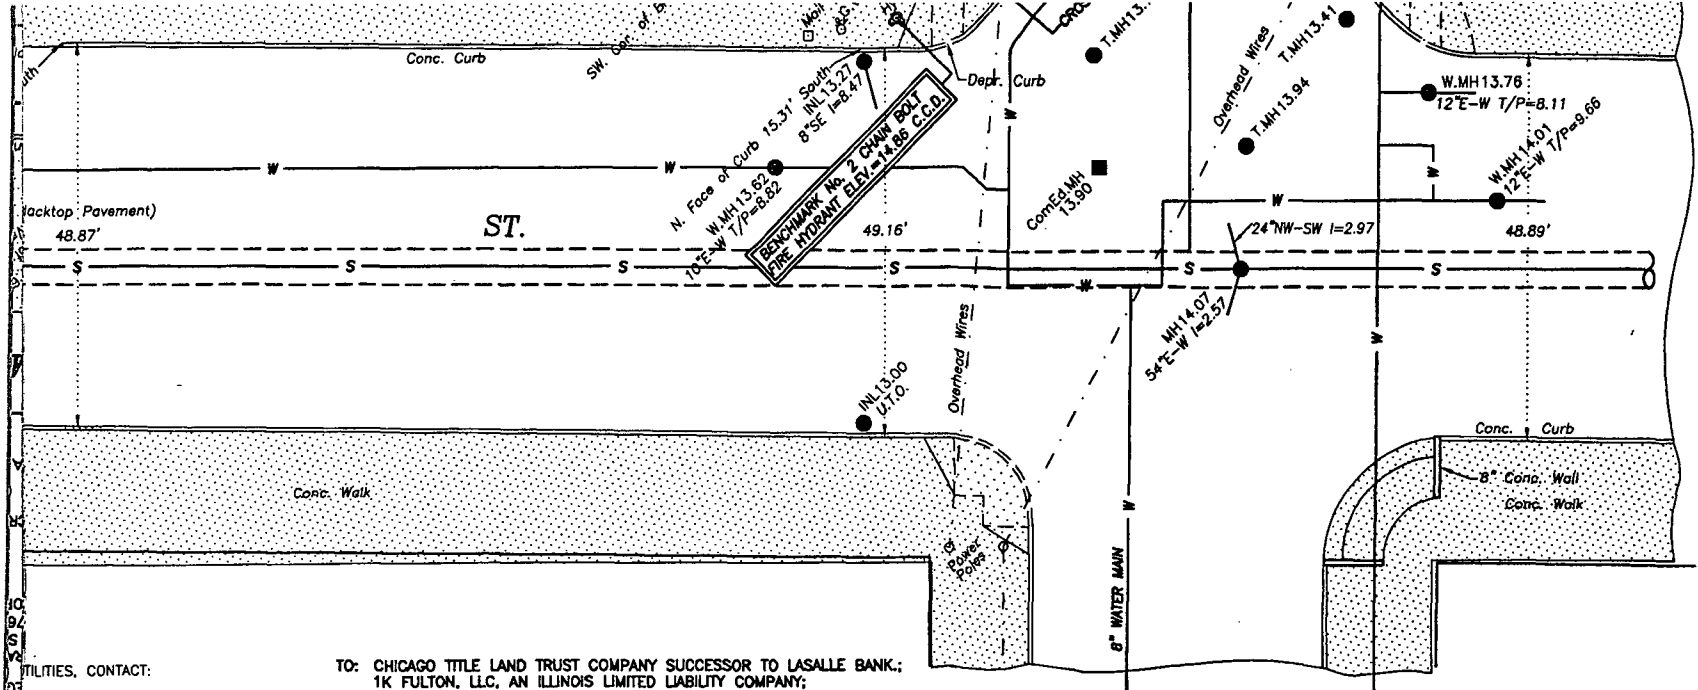 Mail
SW. Cor. of
Conc. Curb
Depr. Curb
N. Face of Curb 15.31' South
INL13.27
8"SE I=8.47
BENCHMARK No. 2 CHAIN BOLT
FIRE HYDRANT ELEV.=14.86 C.C.D.
T.MH13.
T.MH13.41
Overhead Wires
T.MH13.94
W.MH13.76
12"E-W T/P=8.11
W.MH14.01
12"E-W T/P=9.66
W
W
W
W
W
ComEd.MH
13.90
W.MH13.62
10"E-W T/P=8.82
lacktop Pavement)
48.87'
ST.
49.16'
24"NW-SW I=2.97
48.89'
S
S
S
S
S
S
W
MH14.07
54"E-W I=2.57
W
Overhead Wires
INL13.00
U.T.O.
Conc. Curb
Conc. Walk
8" Conc. Wall
Conc. Walk
W
Power
Poles
8" WATER MAIN
TILITIES, CONTACT:
TO: CHICAGO TITLE LAND TRUST COMPANY SUCCESSOR TO LASALLE BANK.;
1K FULTON, LLC, AN ILLINOIS LIMITED LIABILITY COMPANY;